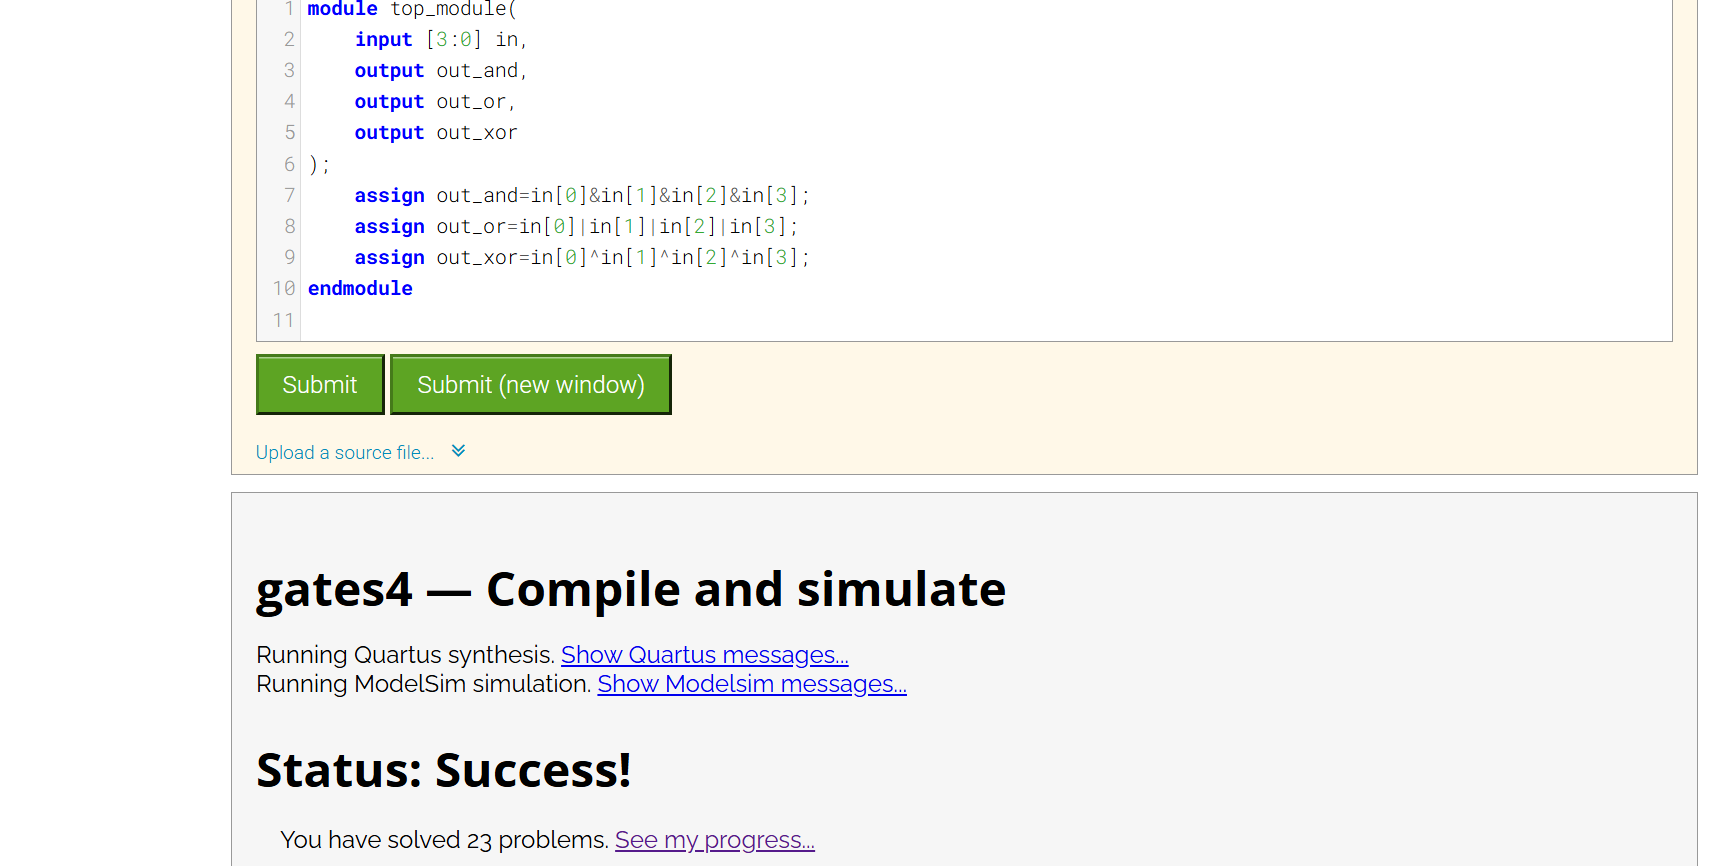 1 module top_module(
2 input [3:0] in,
3 output out_and,
4 output out_or,
5 output out_xor
6 );
7 assign out_and=in[0]&in[1]&in[2]&in[3];
8 assign out_or=in[0]|in[1]|in[2]|in[3];
9 assign out_xor=in[0]^in[1]^in[2]^in[3];
10 endmodule
11
Submit Submit (new window)
Upload a source file...
gates4 — Compile and simulate
Running Quartus synthesis. Show Quartus messages...
Running ModelSim simulation. Show Modelsim messages...
Status: Success!
You have solved 23 problems. See my progress...